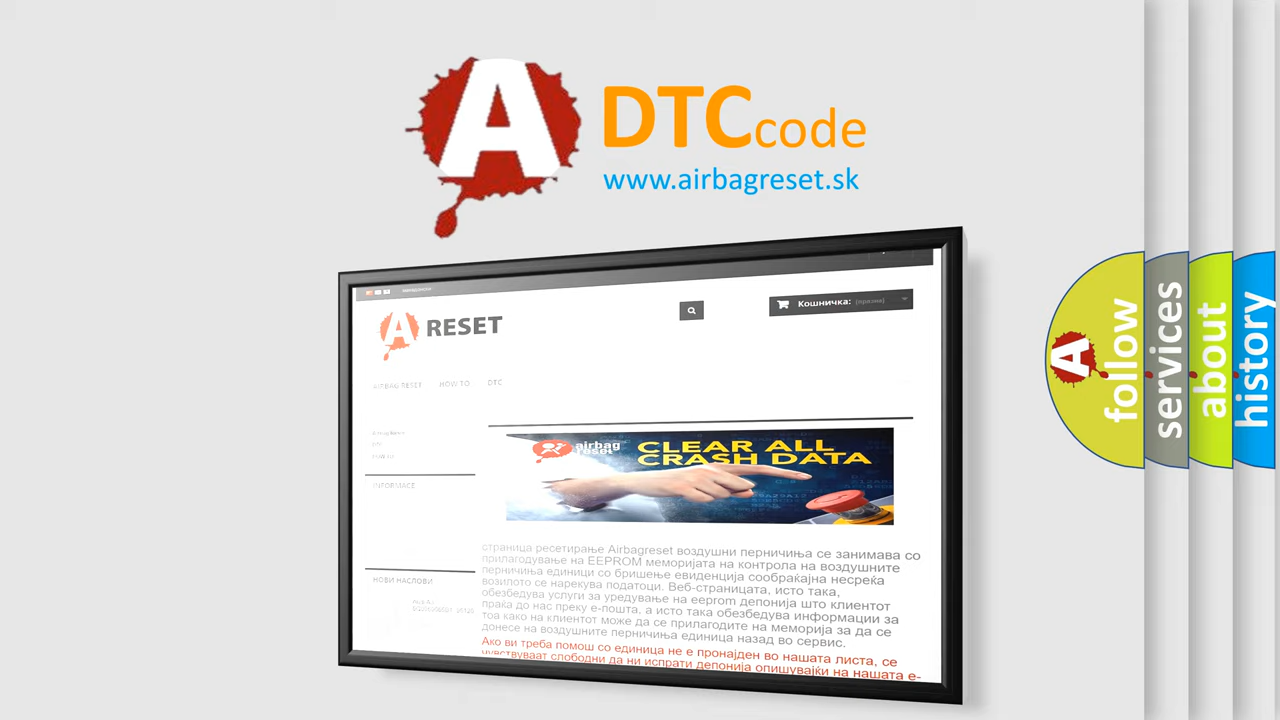 A
DTCcode
www.airbagreset.sk
Кошничка: (празни)
A RESET
AIRBAG RESET HOW TO DTC
airbag
reset
CLEAR ALL
CRASH DATA
INFORMACE
НОВИ НАСЛОВИ
страница ресетирање Airbagreset воздушни перничиња се занимава со
прилагодување на EEPROM меморијата на контрола на воздушните
перничиња единици со бришење евиденција сообраќајна несреќа
возилото се нарекува податоци. Веб-страницата, исто така,
обезбедува услуги за уредување на eeprom депонија што клиентот
праќа до нас преку е-пошта, а исто така обезбедува информации за
тоа како на клиентот може да се прилагодите на меморија за да се
донесе на воздушните перничиња единица назад во сервис.
Ако ви треба помош со единица не е пронајден во нашата листа, се
чувствуваат слободни да ни испрати депонија опишувајќи на нашата е-
A
follow
services
about
history